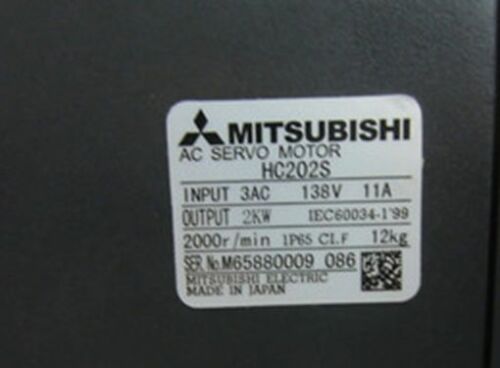 MITSUBISHI
AC SERVO MOTOR
HC202S
INPUT 3AC 138V 11A
OUTPUT 2KW IEC60034-1'99
2000r/min IP65 CI.F 12kg
SER.No.M65880009 086
MITSUBISHI ELECTRIC
MADE IN JAPAN